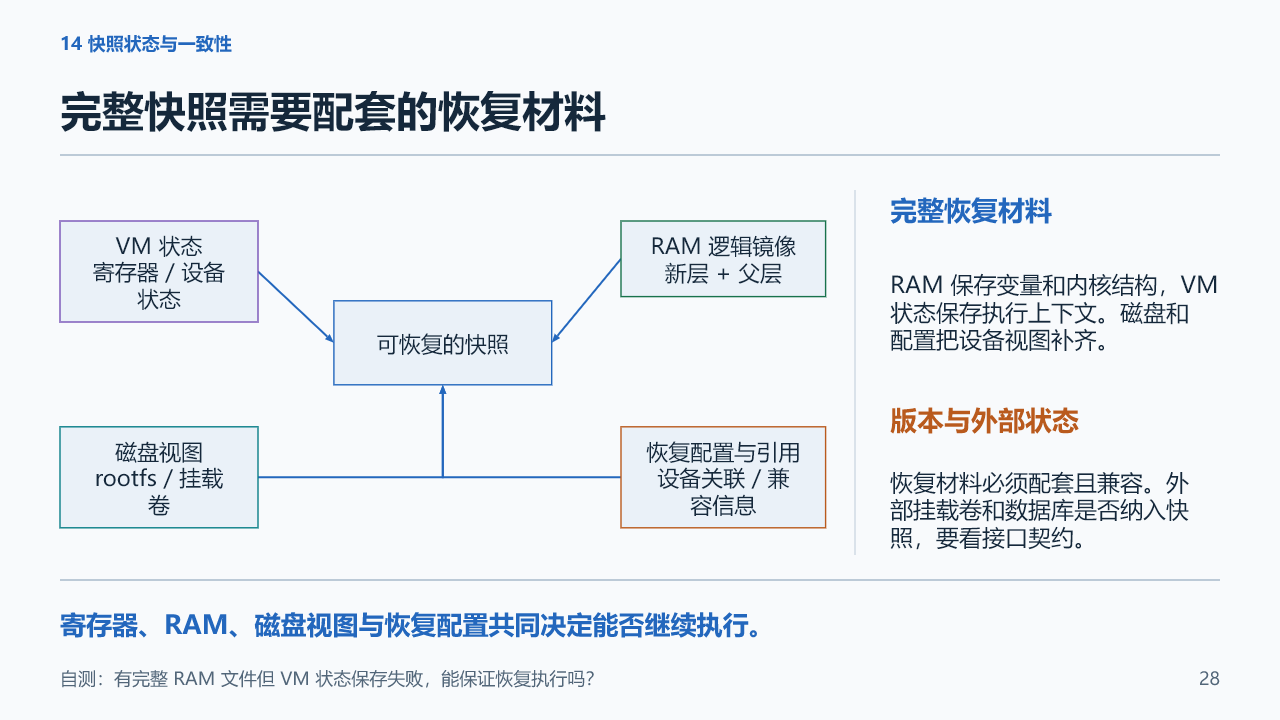 14 快照状态与一致性
完整快照需要配套的恢复材料
VM 状态
寄存器 / 设备
状态
RAM 逻辑镜像
新层 + 父层
可恢复的快照
磁盘视图
rootfs / 挂载
卷
恢复配置与引用
设备关联 / 兼
容信息
完整恢复材料
RAM 保存变量和内核结构，VM
状态保存执行上下文。磁盘和
配置把设备视图补齐。
版本与外部状态
恢复材料必须配套且兼容。外
部挂载卷和数据库是否纳入快
照，要看接口契约。
寄存器、RAM、磁盘视图与恢复配置共同决定能否继续执行。
自测：有完整 RAM 文件但 VM 状态保存失败，能保证恢复执行吗？
28